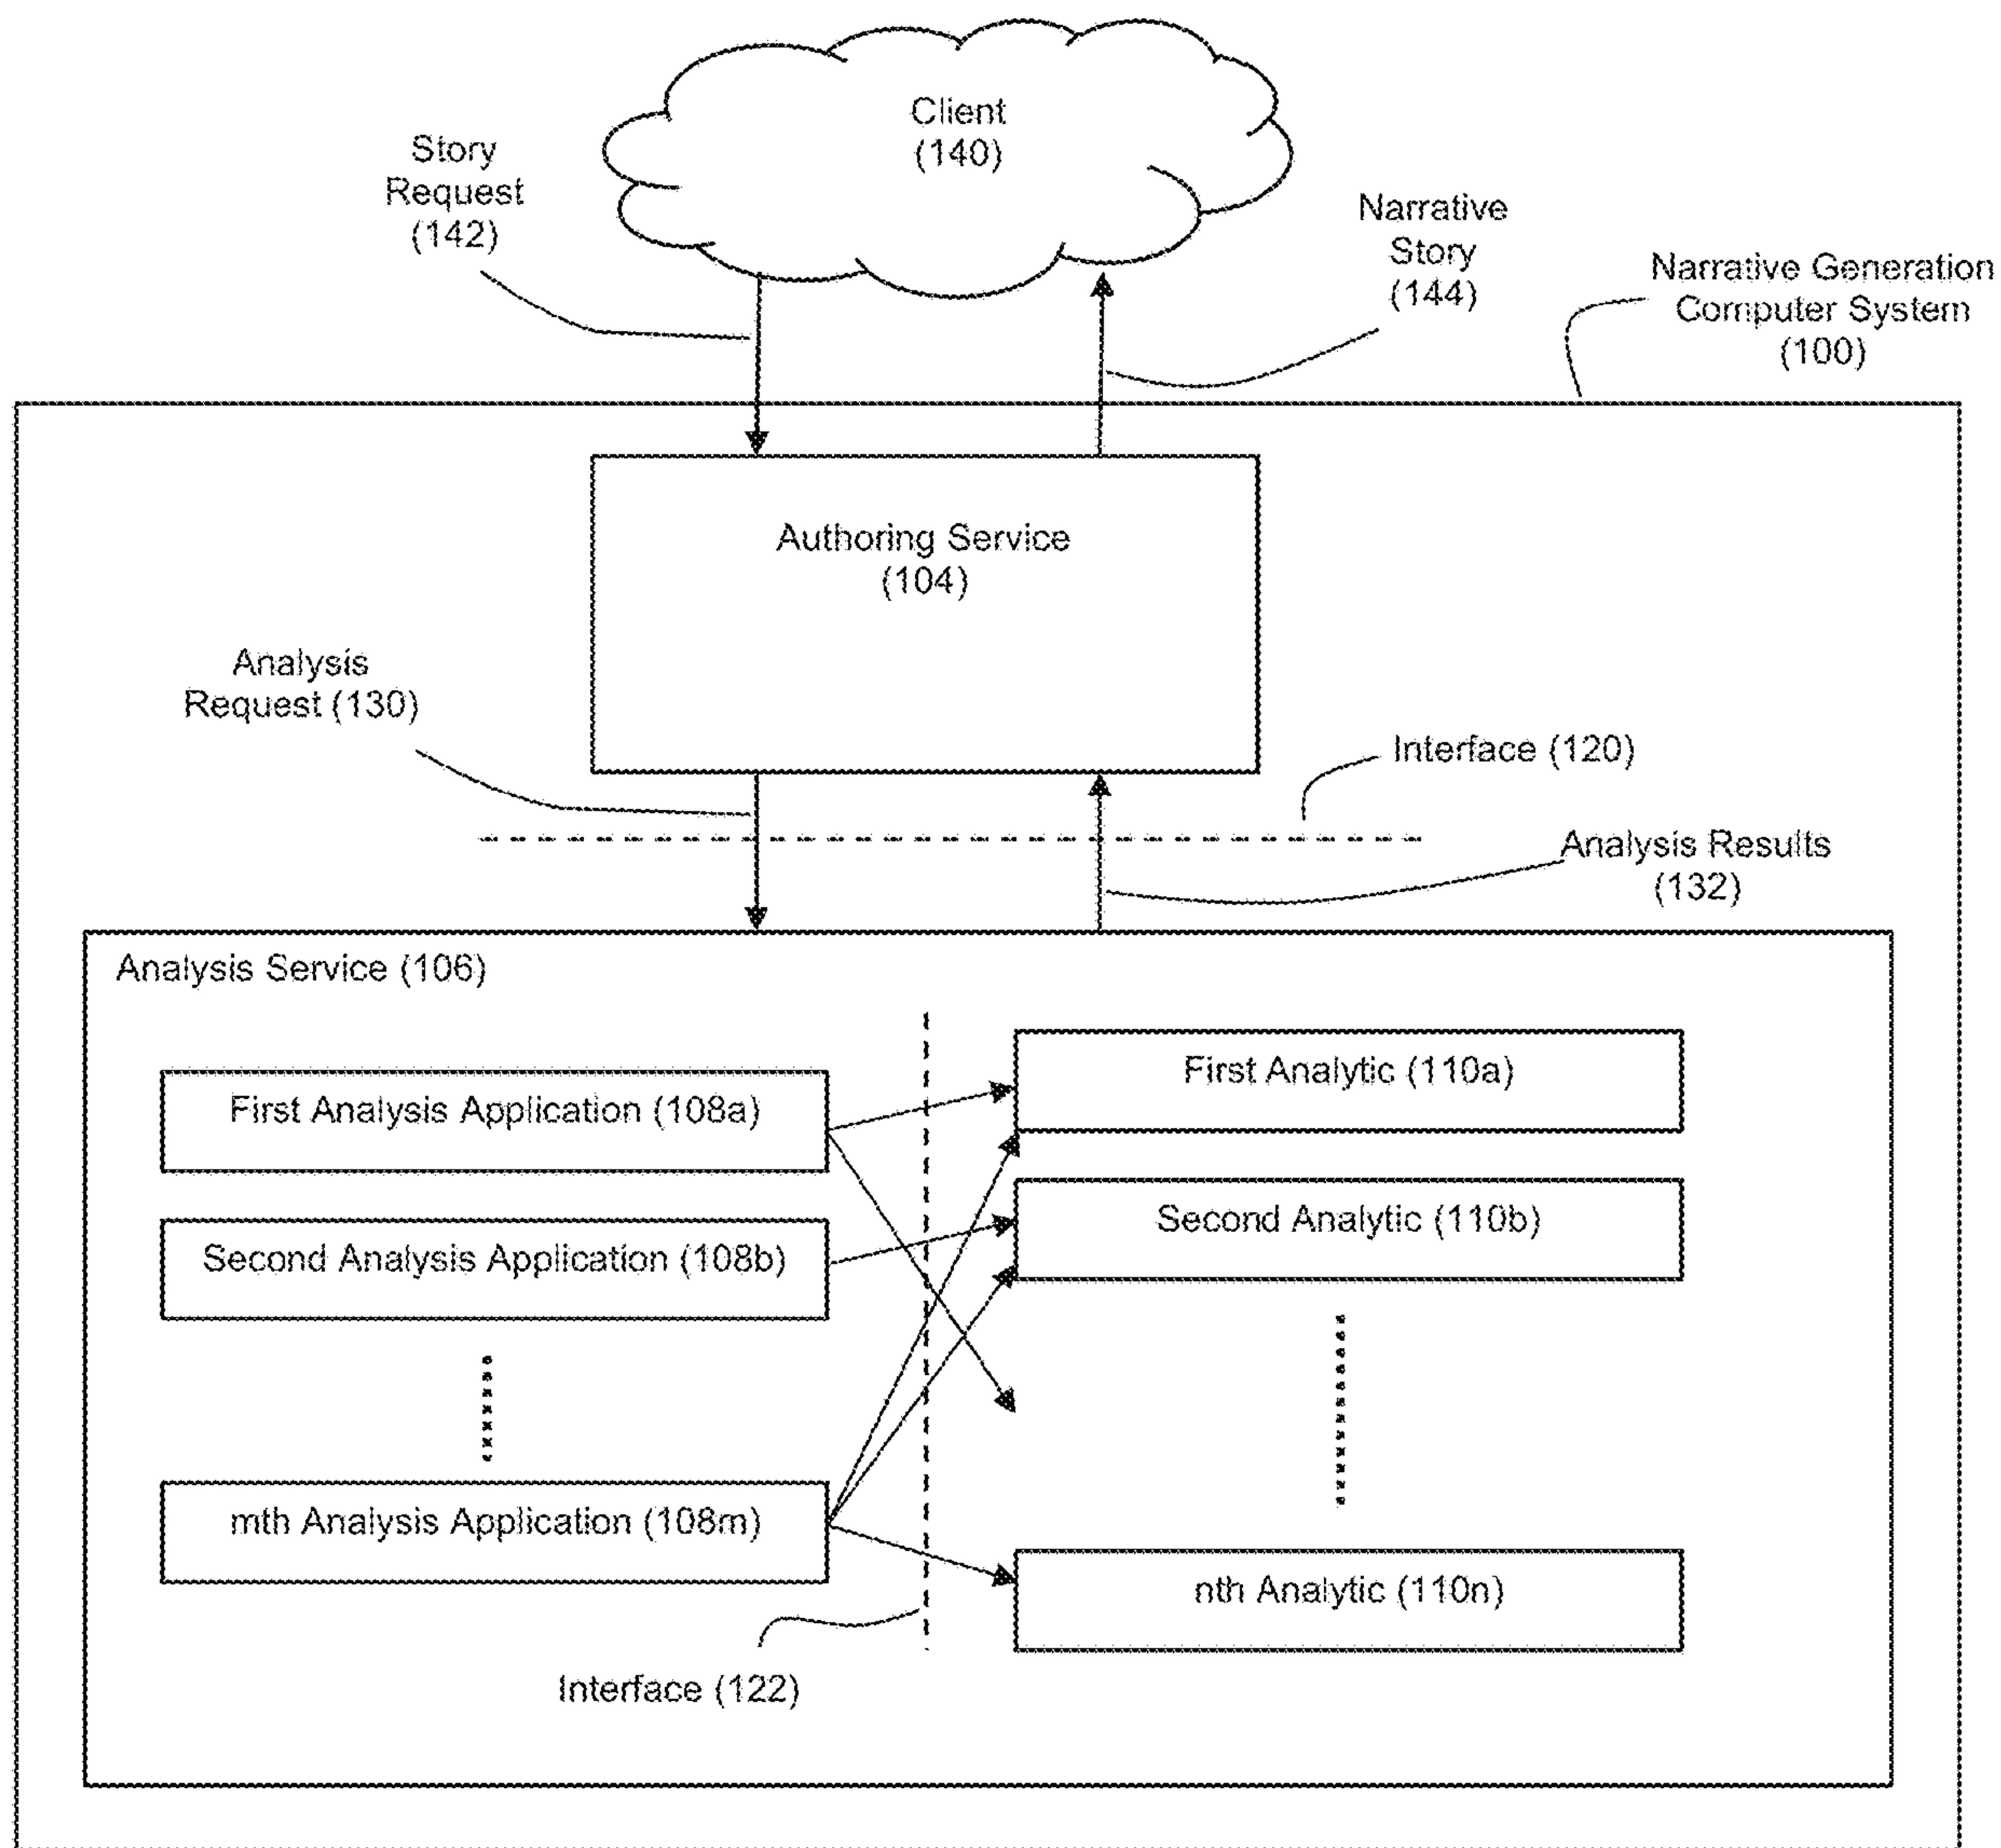 Client
(140)
Story
Request
(142)
Narrative
Story
(144)
Narrative Generation
Computer System
(100)
Authoring Service
(104)
Analysis
Request (130)
Interface (120)
Analysis Results
(132)
Analysis Service (106)
First Analysis Application (108a)
First Analytic (110a)
Second Analysis Application (108b)
Second Analytic (110b)
mth Analysis Application (108m)
nth Analytic (110n)
Interface (122)